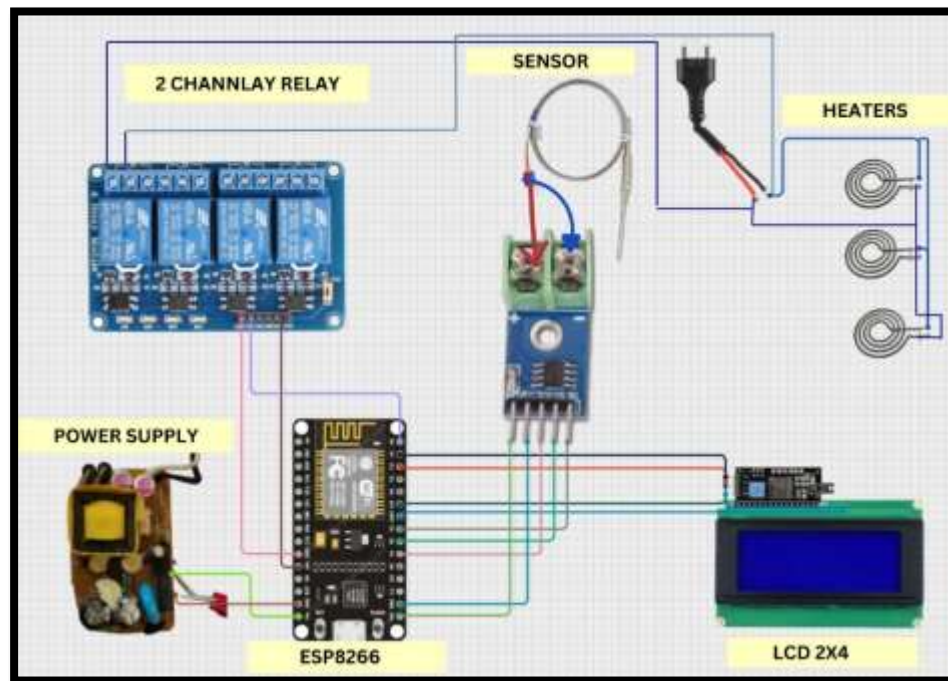 2 CHANNLAY RELAY
SENSOR
HEATERS
POWER SUPPLY
ESP8266
LCD 2X4